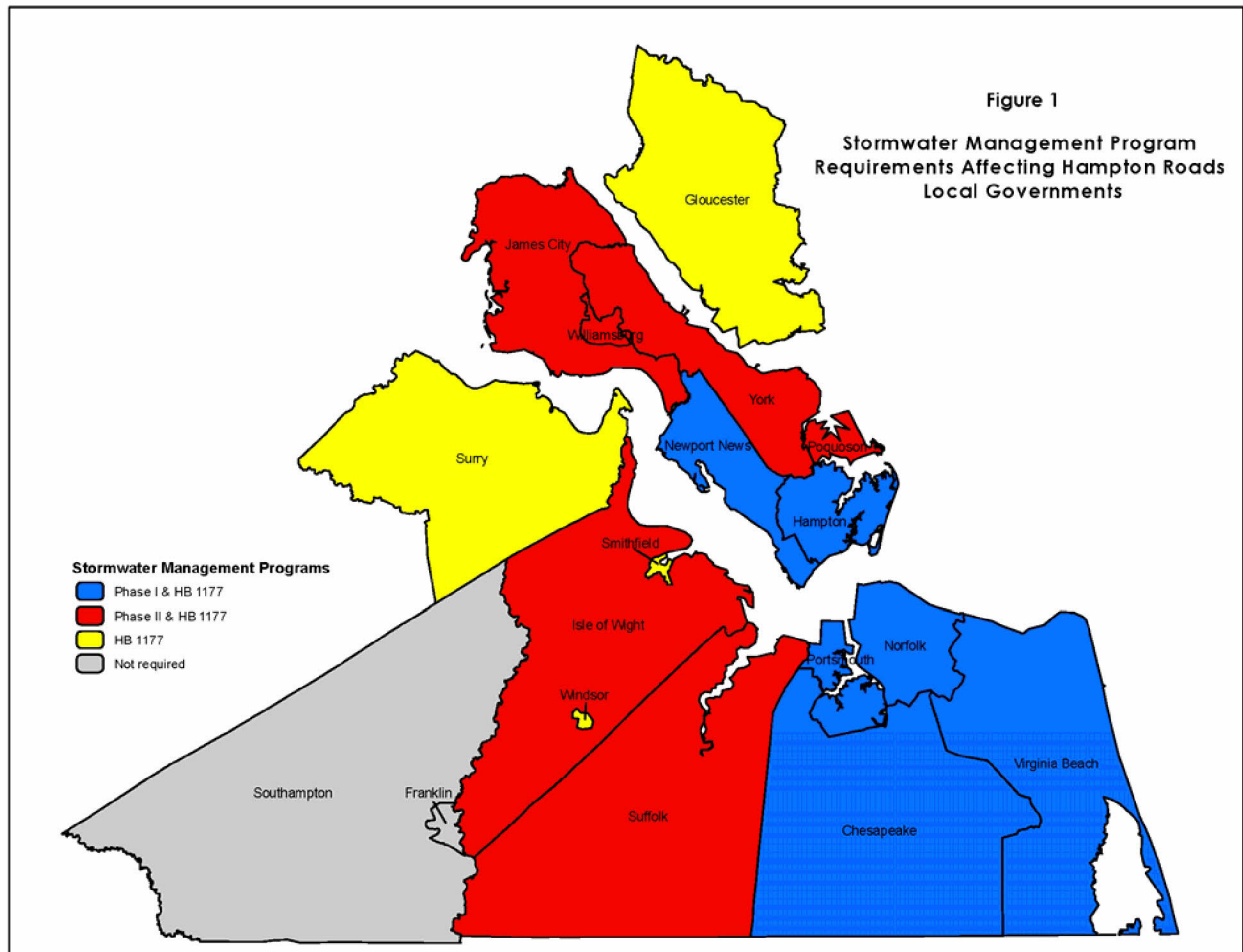 Figure 1
Stormwater Management Program
Requirements Affecting Hampton Roads
Local Governments
Gloucester
James City
Williamsburg
York
Poquoson
Newport News
Hampton
Surry
Smithfield
Isle of Wight
Windsor
Norfolk
Portsmouth
Virginia Beach
Chesapeake
Suffolk
Franklin
Southampton
Stormwater Management Programs
Phase I & HB 1177
Phase II & HB 1177
HB 1177
Not required